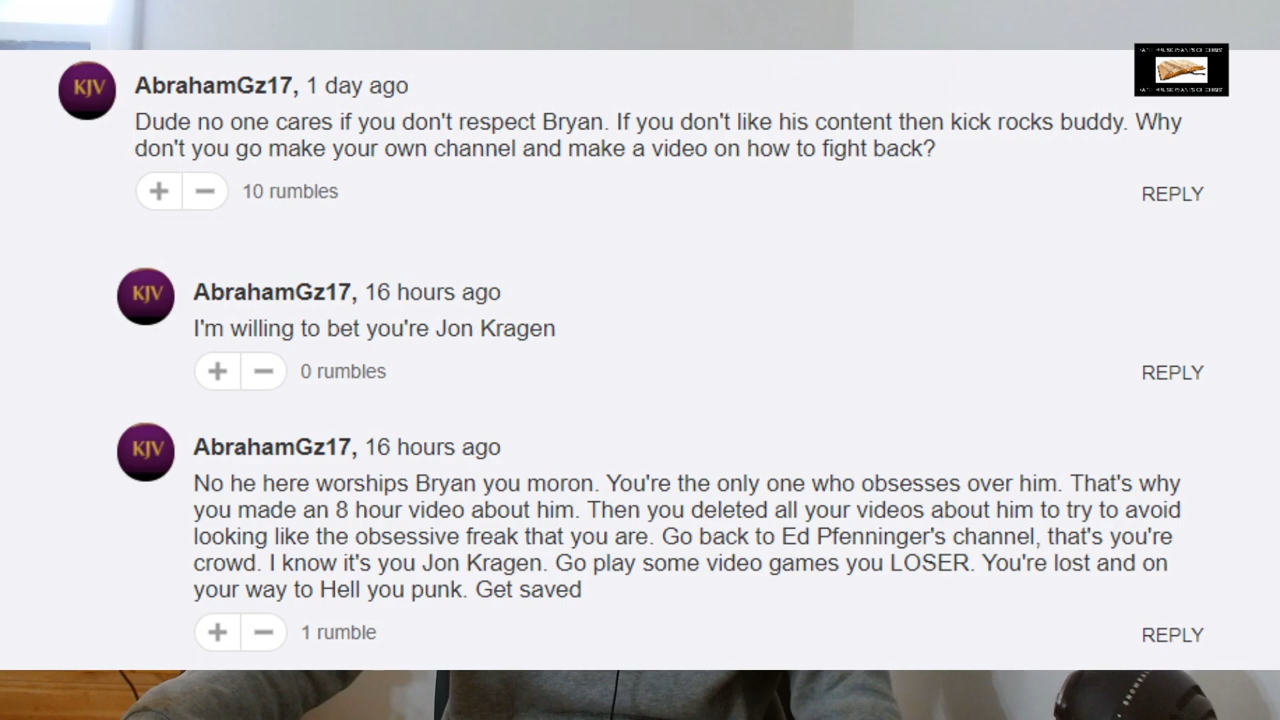 KJV
AbrahamGz17, 1 day ago
Dude no one cares if you don't respect Bryan. If you don't like his content then kick rocks buddy. Why
don't you go make your own channel and make a video on how to fight back?
+ − 10 rumbles
REPLY
KJV
AbrahamGz17, 16 hours ago
I'm willing to bet you're Jon Kragen
+ − 0 rumbles
REPLY
KJV
AbrahamGz17, 16 hours ago
No he here worships Bryan you moron. You're the only one who obsesses over him. That's why
you made an 8 hour video about him. Then you deleted all your videos about him to try to avoid
looking like the obsessive freak that you are. Go back to Ed Pfenninger's channel, that's you're
crowd. I know it's you Jon Kragen. Go play some video games you LOSER. You're lost and on
your way to Hell you punk. Get saved
+ − 1 rumble
REPLY